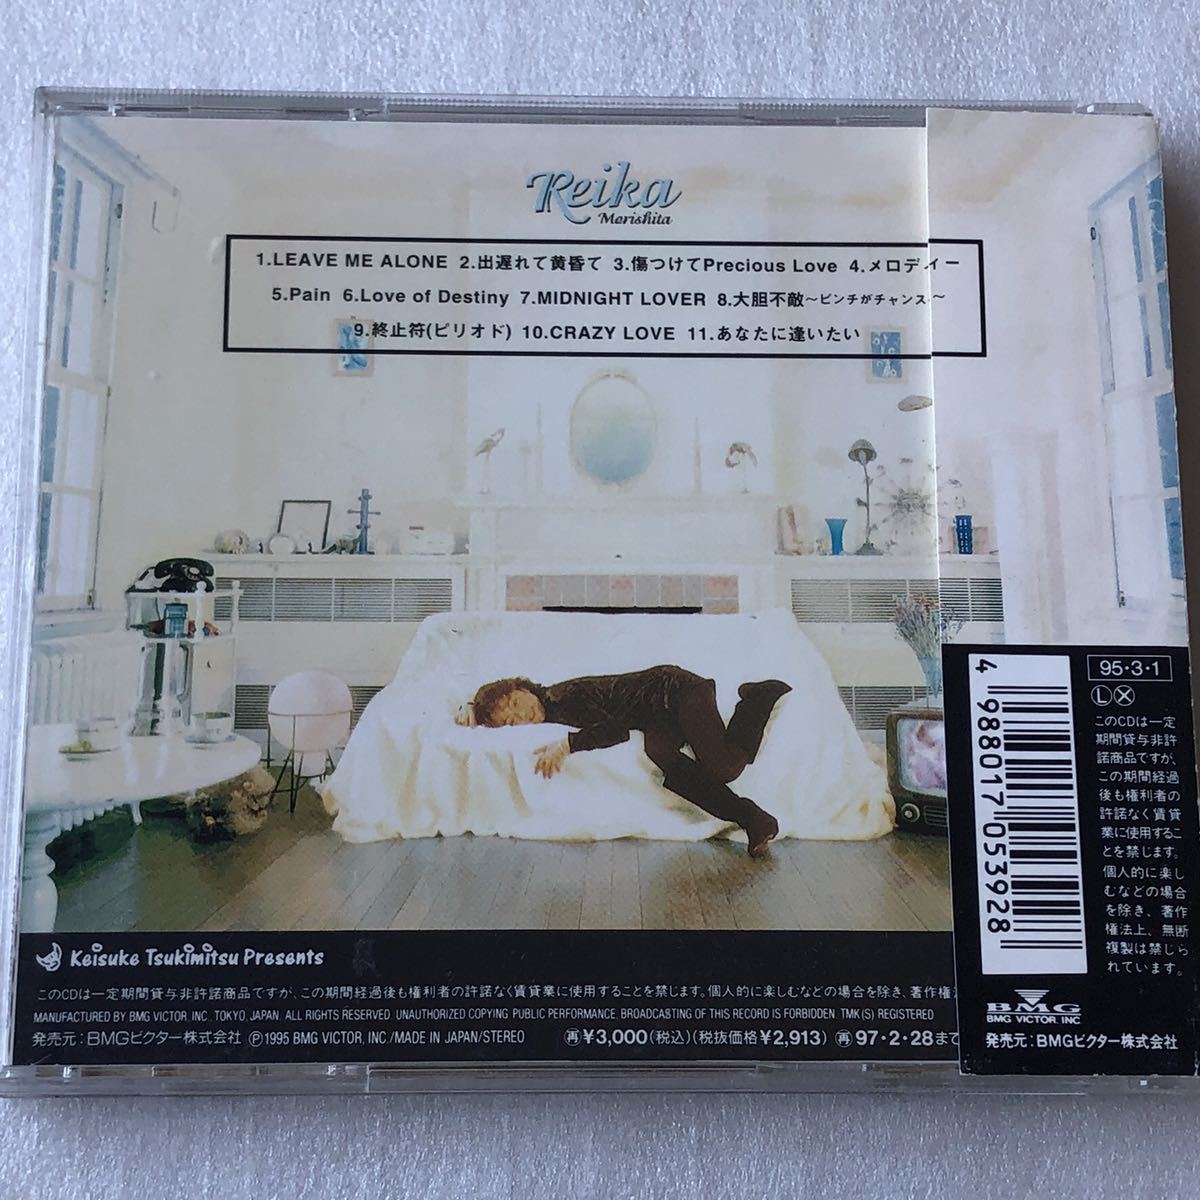 Reika
Morishita
1.LEAVE ME ALONE 2.出遅れて黄昏て 3.傷つけてPrecious Love 4.メロディー
5.Pain 6.Love of Destiny 7.MIDNIGHT LOVER 8.大胆不敵～ピンチがチャンス～
9.終止符(ピリオド) 10.CRAZY LOVE 11.あなたに逢いたい
Keisuke Tsukimitsu Presents
このCDは一定期間貸与非許諾商品ですが、この期間経過後も権利者の許諾なく賃貸業に使用することを禁じます。個人的に楽しむなどの場合を除き、著作権
MANUFACTURED BY BMG VICTOR, INC. TOKYO, JAPAN. ALL RIGHTS RESERVED. UNAUTHORIZED COPYING PUBLIC PERFORMANCE, BROADCASTING OF THIS RECORD IS FORBIDDEN. TMK (S) REGISTERED
発売元:BMGビクター株式会社 Ⓟ1995 BMG VICTOR, INC./MADE IN JAPAN/STEREO 再¥3,000(税込)(税抜価格¥2,913) 再97・2・28まで
4 988017 053928
95・3・1
Ⓛ Ⓧ
このCDは一定
期間貸与非許
諾商品ですが、
この期間経過
後も権利者の
許諾なく賃貸
業に使用するこ
とを禁じます。
個人的に楽し
むなどの場合
を除き、著作
権法上、無断
複製は禁じら
れています。
BMG
BMG VICTOR, INC.
発売元:BMGビクター株式会社